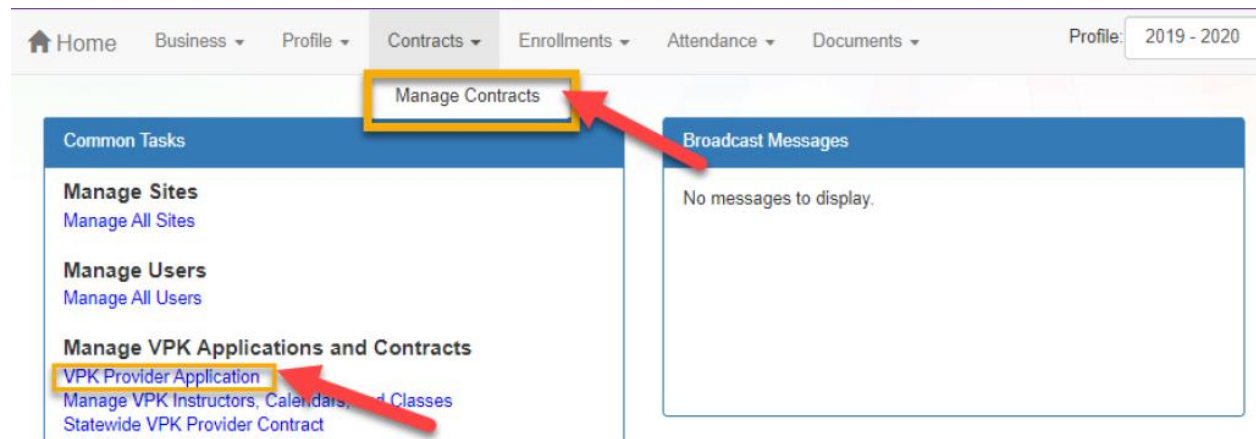 Home Business Profile Contracts Enrollments Attendance Documents Profile: 2019 - 2020
Manage Contracts
Common Tasks
Manage Sites
Manage All Sites
Manage Users
Manage All Users
Manage VPK Applications and Contracts
VPK Provider Application
Manage VPK Instructors, Calendars, and Classes
Statewide VPK Provider Contract
Broadcast Messages
No messages to display.